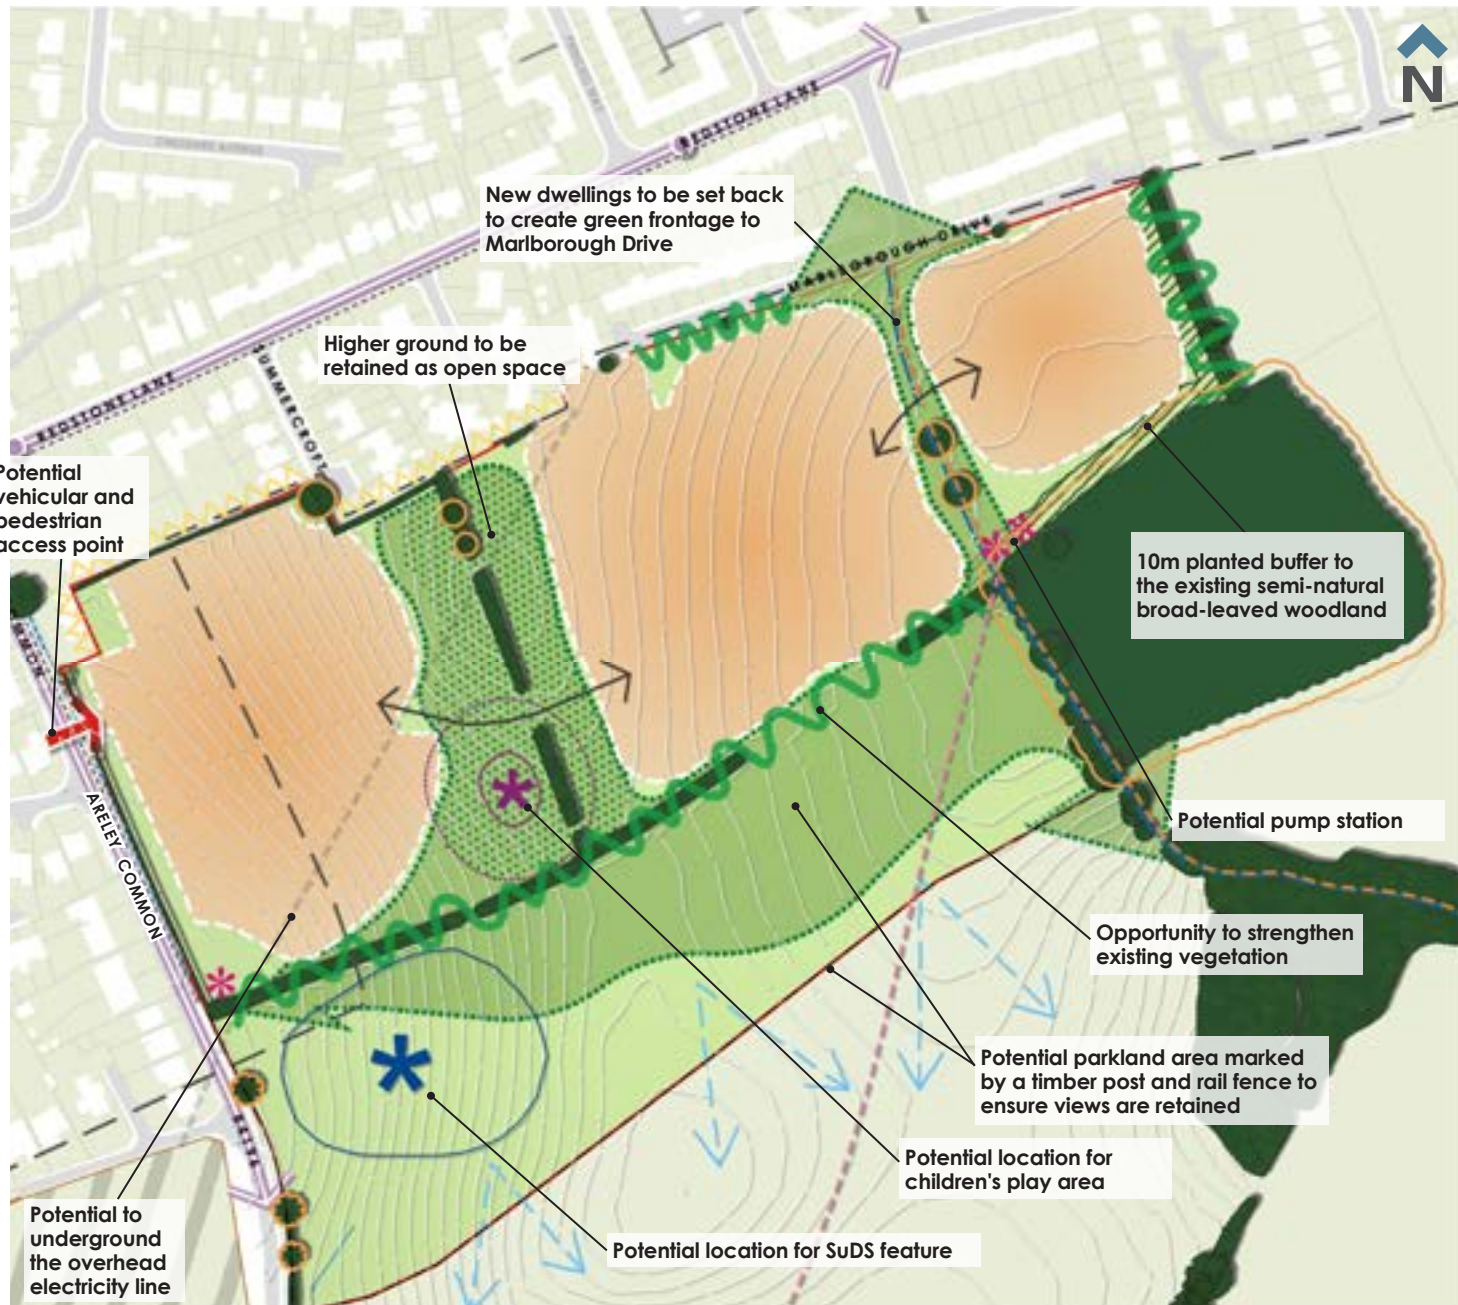 N
REDSTONE LANE
New dwellings to be set back
to create green frontage to
Marlborough Drive
MARLBOROUGH DRIVE
Higher ground to be
retained as open space
REDSTONE LANE
SUMMERCROFT
Potential
vehicular and
pedestrian
access point
10m planted buffer to
the existing semi-natural
broad-leaved woodland
ARELEY COMMON
Potential pump station
Opportunity to strengthen
existing vegetation
Potential parkland area marked
by a timber post and rail fence to
ensure views are retained
Potential location for
children's play area
Potential to
underground
the overhead
electricity line
Potential location for SuDS feature